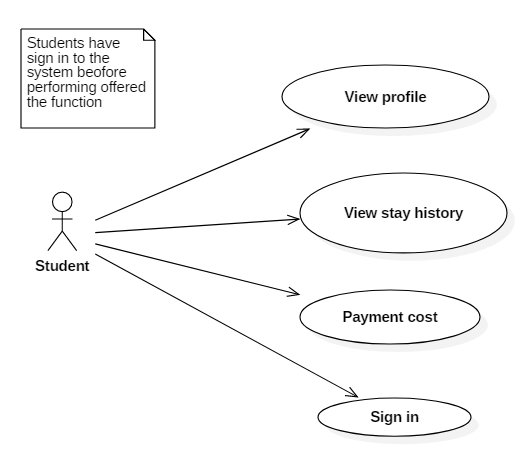 Students have
sign in to the
system beofore
performing offered
the function
View profile
View stay history
Student
Payment cost
Sign in